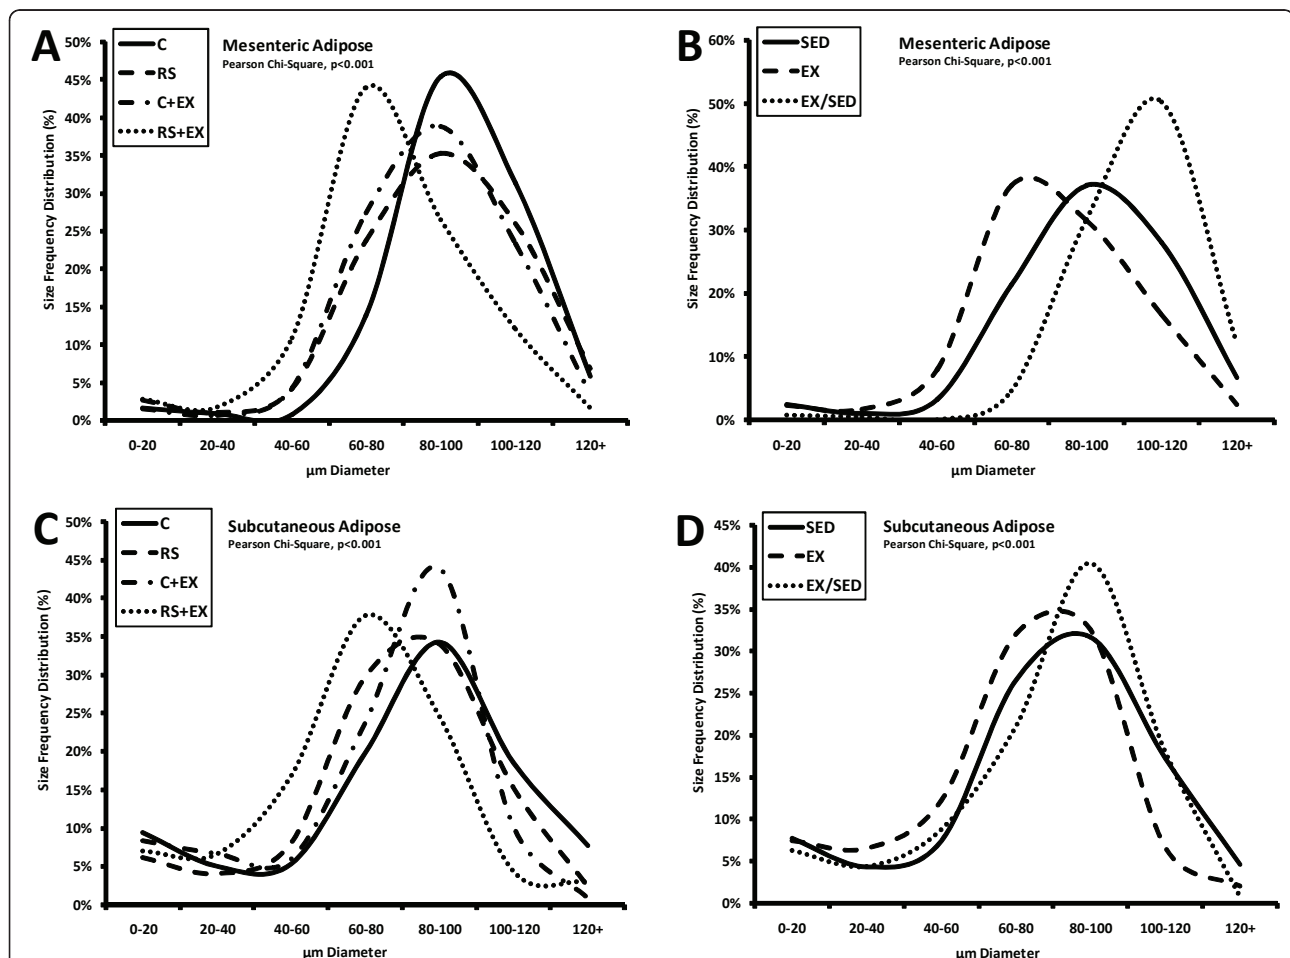 A
Mesenteric Adipose
Pearson Chi-Square, p<0.001
C
RS
C+EX
RS+EX
Size Frequency Distribution (%)
50%
45%
40%
35%
30%
25%
20%
15%
10%
5%
0%
0-20 20-40 40-60 60-80 80-100 100-120 120+
µm Diameter
B
Mesenteric Adipose
Pearson Chi-Square, p<0.001
SED
EX
EX/SED
Size Frequency Distribution (%)
60%
50%
40%
30%
20%
10%
0%
0-20 20-40 40-60 60-80 80-100 100-120 120+
µm Diameter
C
Subcutaneous Adipose
Pearson Chi-Square, p<0.001
C
RS
C+EX
RS+EX
Size Frequency Distribution (%)
50%
45%
40%
35%
30%
25%
20%
15%
10%
5%
0%
0-20 20-40 40-60 60-80 80-100 100-120 120+
µm Diameter
D
Subcutaneous Adipose
Pearson Chi-Square, p<0.001
SED
EX
EX/SED
Size Frequency Distribution (%)
45%
40%
35%
30%
25%
20%
15%
10%
5%
0%
0-20 20-40 40-60 60-80 80-100 100-120 120+
µm Diameter